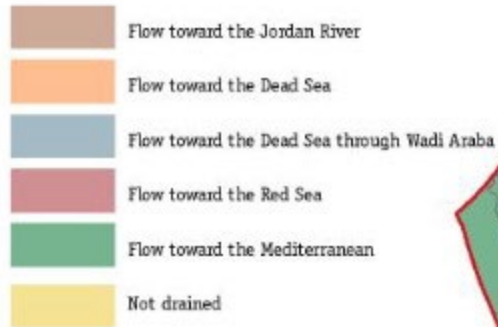 Flow toward the Jordan River
Flow toward the Dead Sea
Flow toward the Dead Sea through Wadi Araba
Flow toward the Red Sea
Flow toward the Mediterranean
Not drained